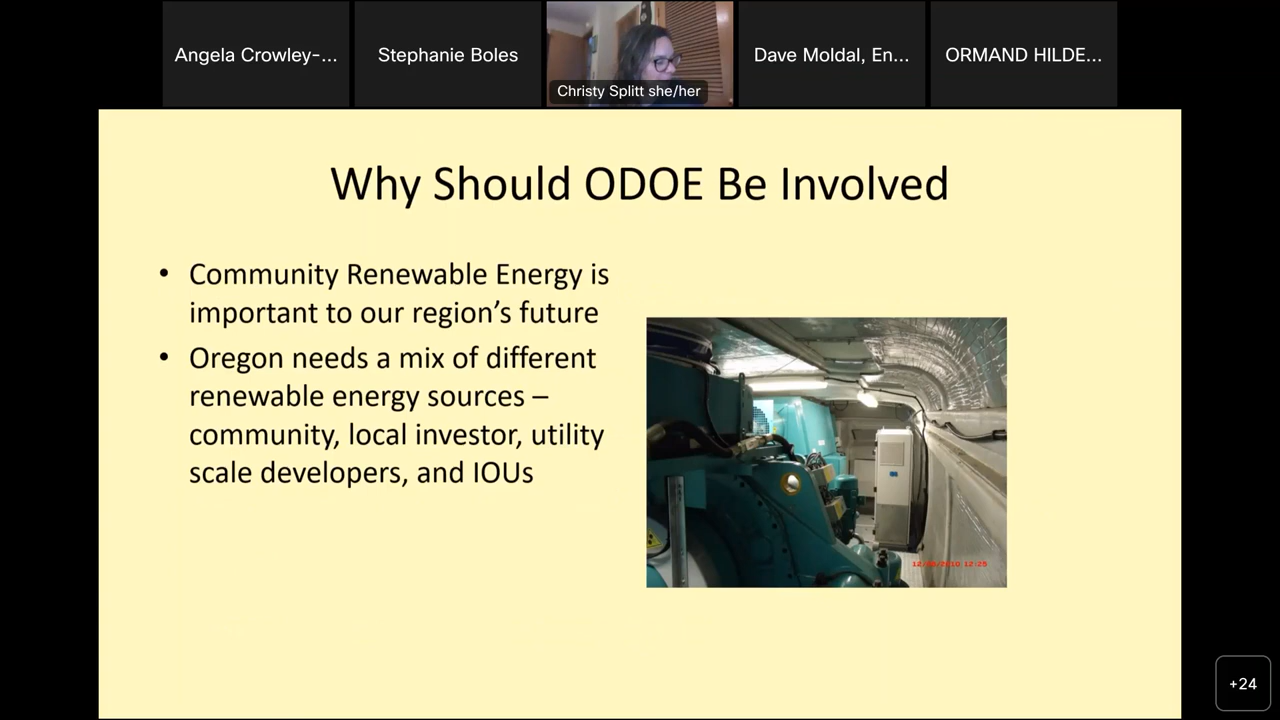 Angela Crowley-...
Stephanie Boles
Christy Splitt she/her
Dave Moldal, En...
ORMAND HILDE...
Why Should ODOE Be Involved
• Community Renewable Energy is
important to our region’s future
• Oregon needs a mix of different
renewable energy sources –
community, local investor, utility
scale developers, and IOUs
12:25
+24